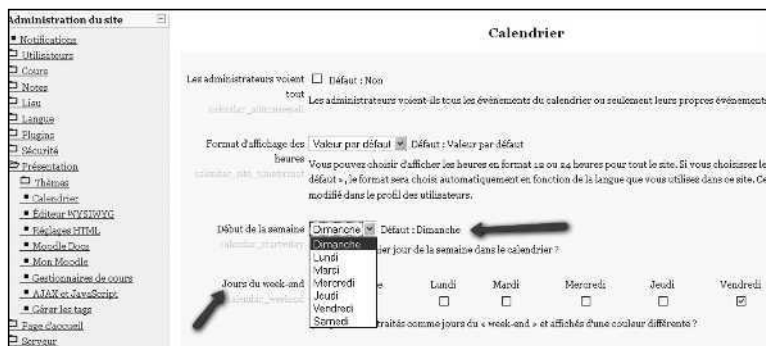 Administration du site
Notifications
Utilisateurs
Cours
Notes
Lieu
Langue
Plugins
Sécurité
Présentation
Thèmes
Calendrier
Éditeur WYSIWYG
Réglages HTML
Moodle Docs
Mon Moodle
Gestionnaires de cours
AJAX et JavaScript
Gérer les tags
Page d'accueil
Serveur
Calendrier
Les administrateurs voient tout
Défaut : Non
calendar_adminseesall
Les administrateurs voient-ils tous les évènements du calendrier ou seulement leurs propres évènements
Format d'affichage des heures
Valeur par défaut
Défaut : Valeur par défaut
Vous pouvez choisir d'afficher les heures en format 12 ou 24 heures pour tout le site. Si vous choisissez le
défaut », le format sera choisi automatiquement en fonction de la langue que vous utilisez dans ce site. Ce
modifié dans le profil des utilisateurs.
Début de la semaine
Dimanche
Défaut : Dimanche
calendar_startwday
Dimanche
Lundi
Mardi
Mercredi
Jeudi
Vendredi
Samedi
jour de la semaine dans le calendrier ?
Jours du week-end
calendar_weekend
Lundi Mardi Mercredi Jeudi Vendredi
traités comme jours du « week-end » et affichés d'une couleur différente ?